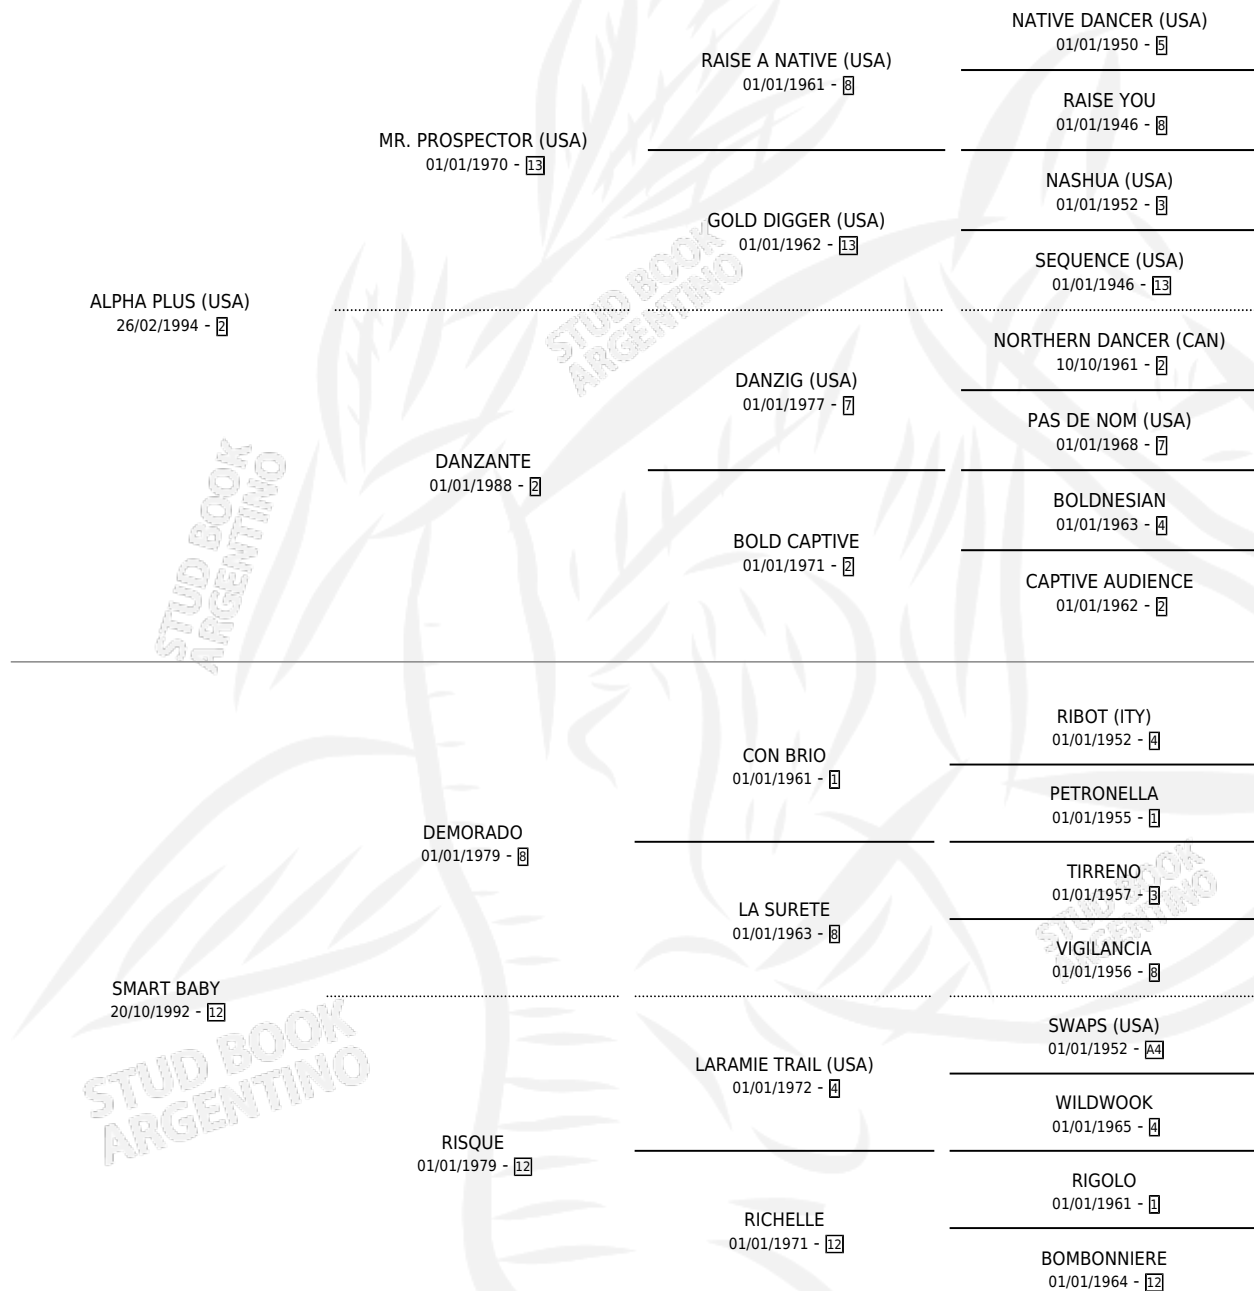 NATIVE DANCER (USA)
01/01/1950 - 5
RAISE A NATIVE (USA)
01/01/1961 - 8
RAISE YOU
01/01/1946 - 8
MR. PROSPECTOR (USA)
01/01/1970 - 13
NASHUA (USA)
01/01/1952 - 3
GOLD DIGGER (USA)
01/01/1962 - 13
SEQUENCE (USA)
01/01/1946 - 13
ALPHA PLUS (USA)
26/02/1994 - 2
STUD BOOK
ARGENTINO
NORTHERN DANCER (CAN)
10/10/1961 - 2
DANZIG (USA)
01/01/1977 - 7
PAS DE NOM (USA)
01/01/1968 - 7
DANZANTE
01/01/1988 - 2
BOLDNESIAN
01/01/1963 - 4
BOLD CAPTIVE
01/01/1971 - 2
CAPTIVE AUDIENCE
01/01/1962 - 2
STUD BOOK
ARGENTINO
RIBOT (ITY)
01/01/1952 - 4
CON BRIO
01/01/1961 - 1
PETRONELLA
01/01/1955 - 1
DEMORADO
01/01/1979 - 8
TIRRENO
01/01/1957 - 3
LA SURETE
01/01/1963 - 8
VIGILANCIA
01/01/1956 - 8
STUD BOOK
ARGENTINO
SMART BABY
20/10/1992 - 12
SWAPS (USA)
01/01/1952 - A4
LARAMIE TRAIL (USA)
01/01/1972 - 4
WILDWOOK
01/01/1965 - 4
STUD BOOK
ARGENTINO
RISQUE
01/01/1979 - 12
RIGOLO
01/01/1961 - 1
RICHELLE
01/01/1971 - 12
BOMBONNIERE
01/01/1964 - 12